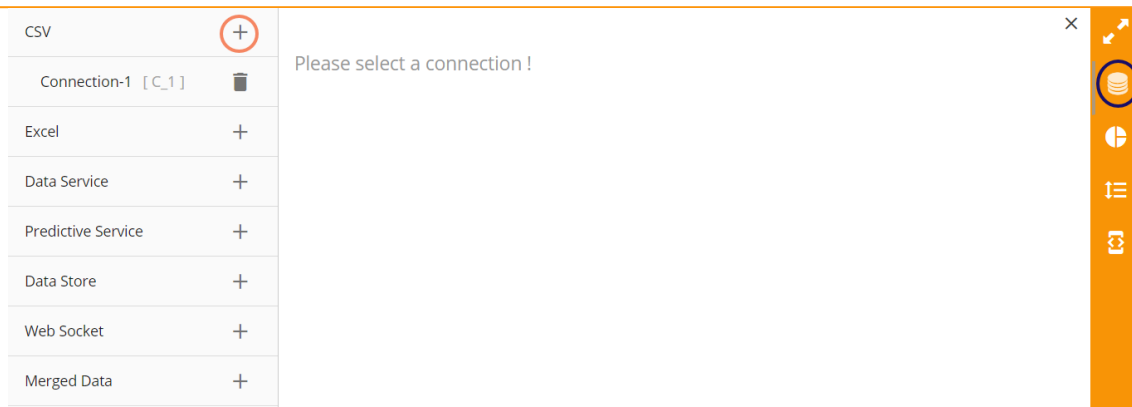 CSV
Connection-1 [ C_1 ]
Please select a connection !
Excel
Data Service
Predictive Service
Data Store
Web Socket
Merged Data